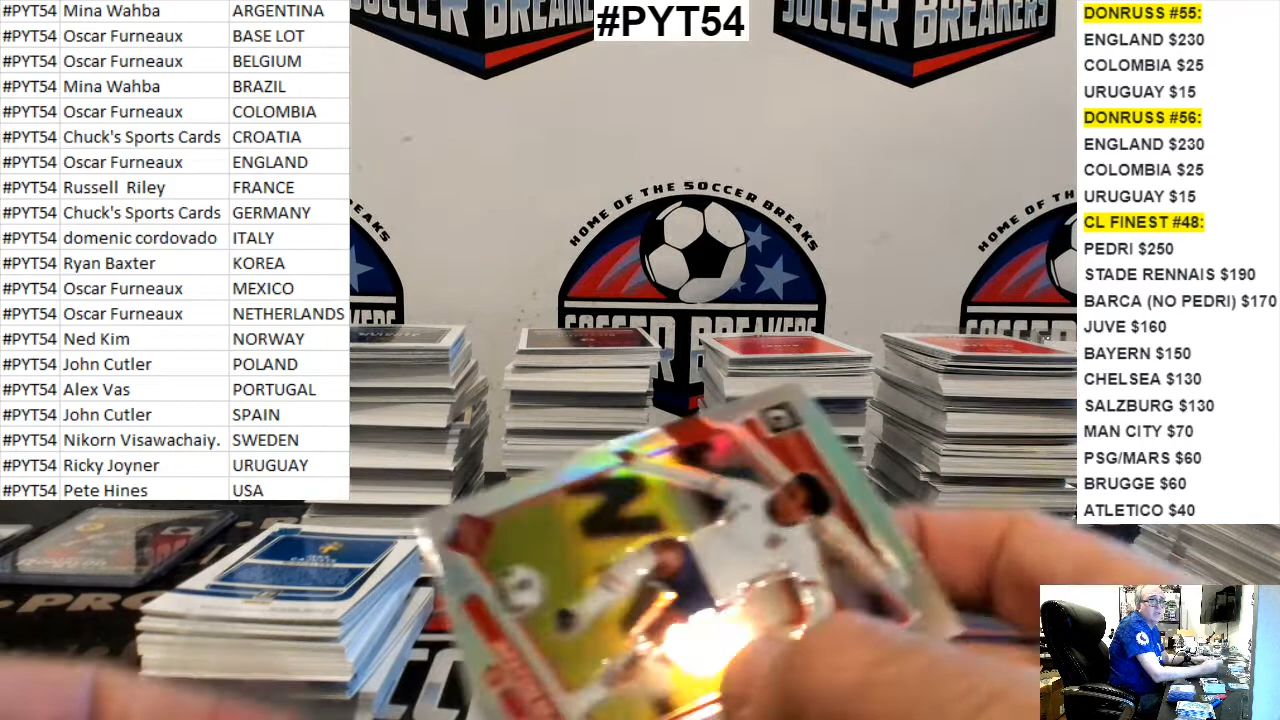 #PYT54 Mina Wahba ARGENTINA
#PYT54 Oscar Furneaux BASE LOT
#PYT54 Oscar Furneaux BELGIUM
#PYT54 Mina Wahba BRAZIL
#PYT54 Oscar Furneaux COLOMBIA
#PYT54 Chuck's Sports Cards CROATIA
#PYT54 Oscar Furneaux ENGLAND
#PYT54 Russell Riley FRANCE
#PYT54 Chuck's Sports Cards GERMANY
#PYT54 domenic cordovado ITALY
#PYT54 Ryan Baxter KOREA
#PYT54 Oscar Furneaux MEXICO
#PYT54 Oscar Furneaux NETHERLANDS
#PYT54 Ned Kim NORWAY
#PYT54 John Cutler POLAND
#PYT54 Alex Vas PORTUGAL
#PYT54 John Cutler SPAIN
#PYT54 Nikorn Visawachaiy. SWEDEN
#PYT54 Ricky Joyner URUGUAY
#PYT54 Pete Hines USA
#PYT54
SOCCER BREAKERS
SOCCER BREAKERS
HOME OF THE SOCCER BREAKS
SOCCER BREAKERS
HOME OF TH
BREAKS
DONRUSS #55:
ENGLAND $230
COLOMBIA $25
URUGUAY $15
DONRUSS #56:
ENGLAND $230
COLOMBIA $25
URUGUAY $15
CL FINEST #48:
PEDRI $250
STADE RENNAIS $190
BARCA (NO PEDRI) $170
JUVE $160
BAYERN $150
CHELSEA $130
SALZBURG $130
MAN CITY $70
PSG/MARS $60
BRUGGE $60
ATLETICO $40